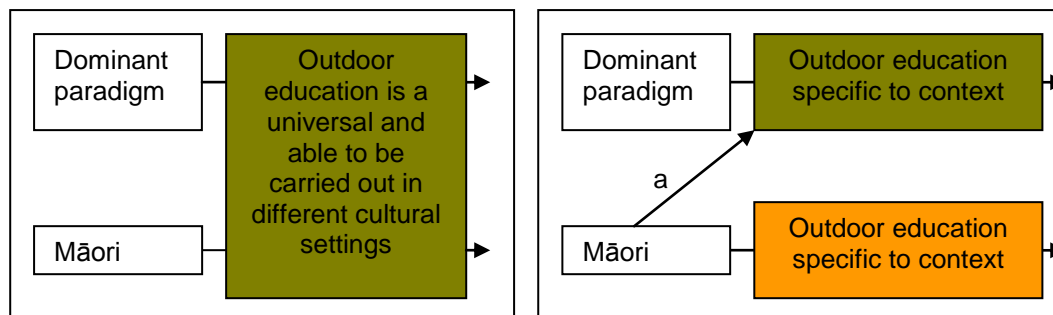 Dominant
paradigm
Outdoor
education is a
universal and
able to be
carried out in
different cultural
settings
Māori
Dominant
paradigm
Outdoor education
specific to context
a
Māori
Outdoor education
specific to context